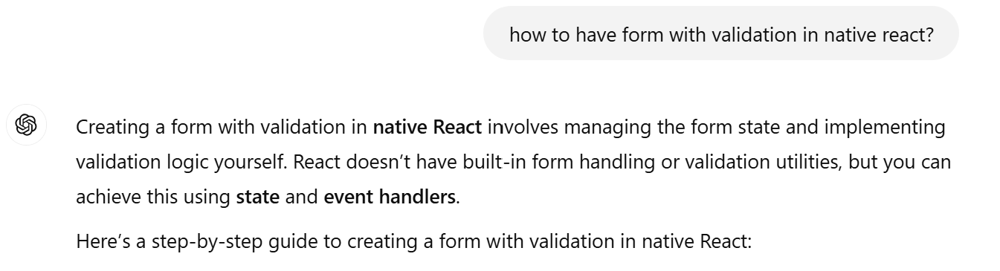 how to have form with validation in native react?
Creating a form with validation in native React involves managing the form state and implementing
validation logic yourself. React doesn’t have built-in form handling or validation utilities, but you can
achieve this using state and event handlers.
Here’s a step-by-step guide to creating a form with validation in native React: